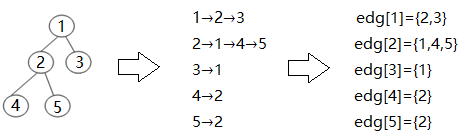 1
2
3
4
5
1→2→3
2→1→4→5
3→1
4→2
5→2
edg[1]={2,3}
edg[2]={1,4,5}
edg[3]={1}
edg[4]={2}
edg[5]={2}